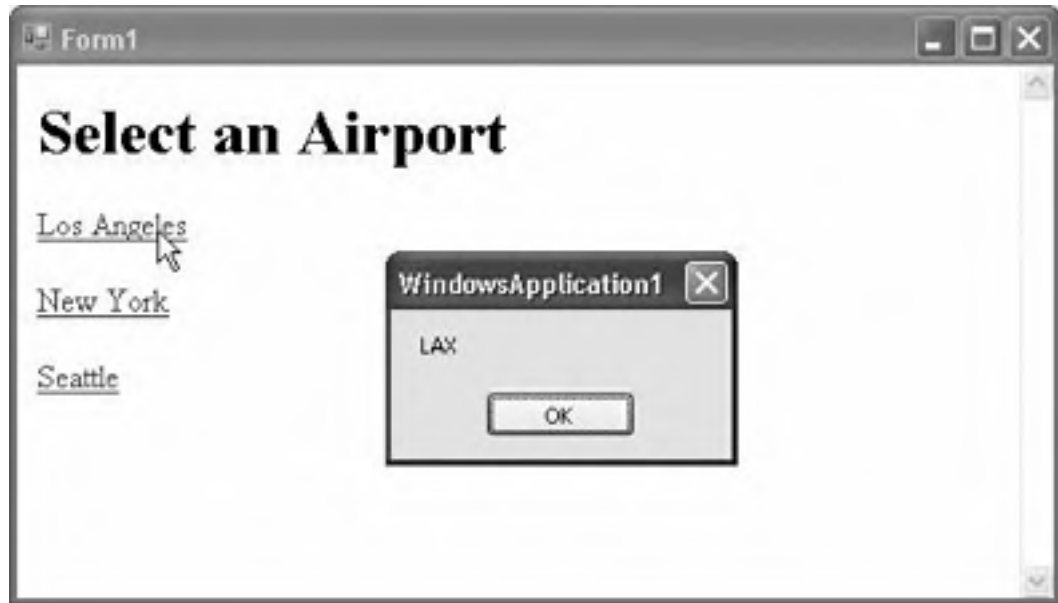 Form1
Select an Airport
Los Angeles
New York
Seattle
WindowsApplication1
LAX
OK